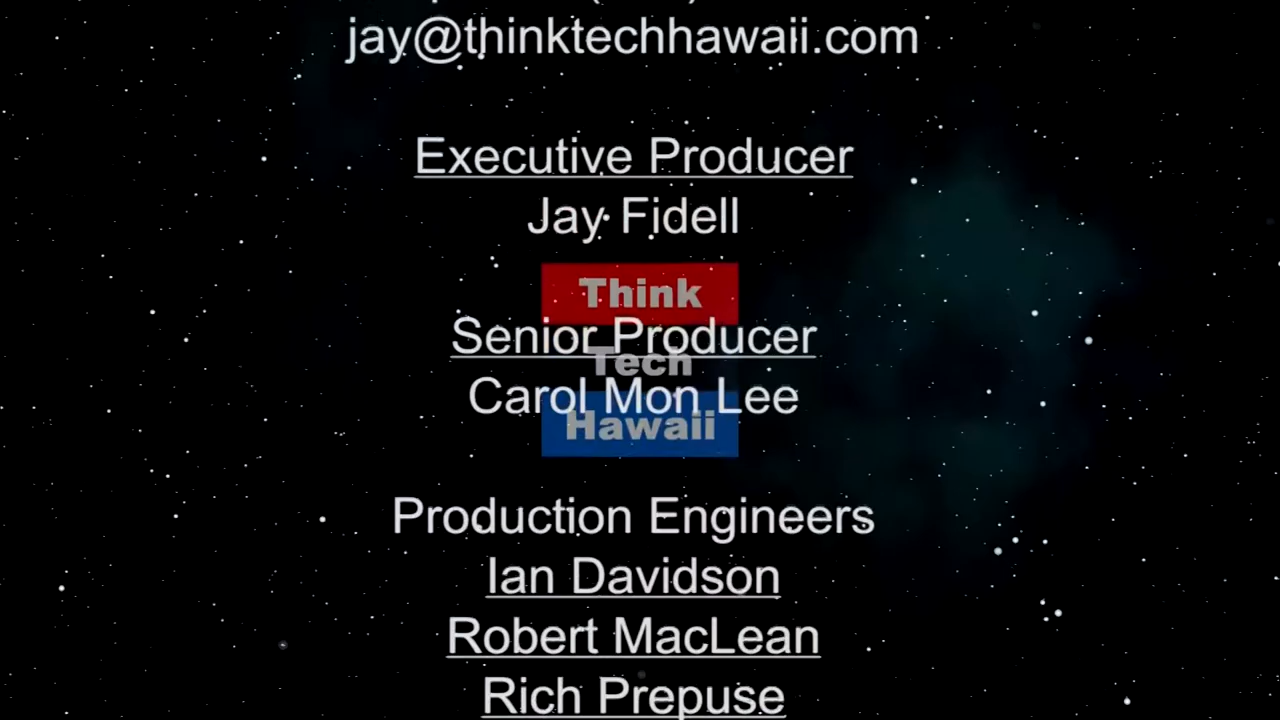 jay@thinktechhawaii.com
Executive Producer
Jay Fidell
Think
Senior Producer
Tech
Carol Mon Lee
Hawaii
Production Engineers
Ian Davidson
Robert MacLean
Rich Prepuse